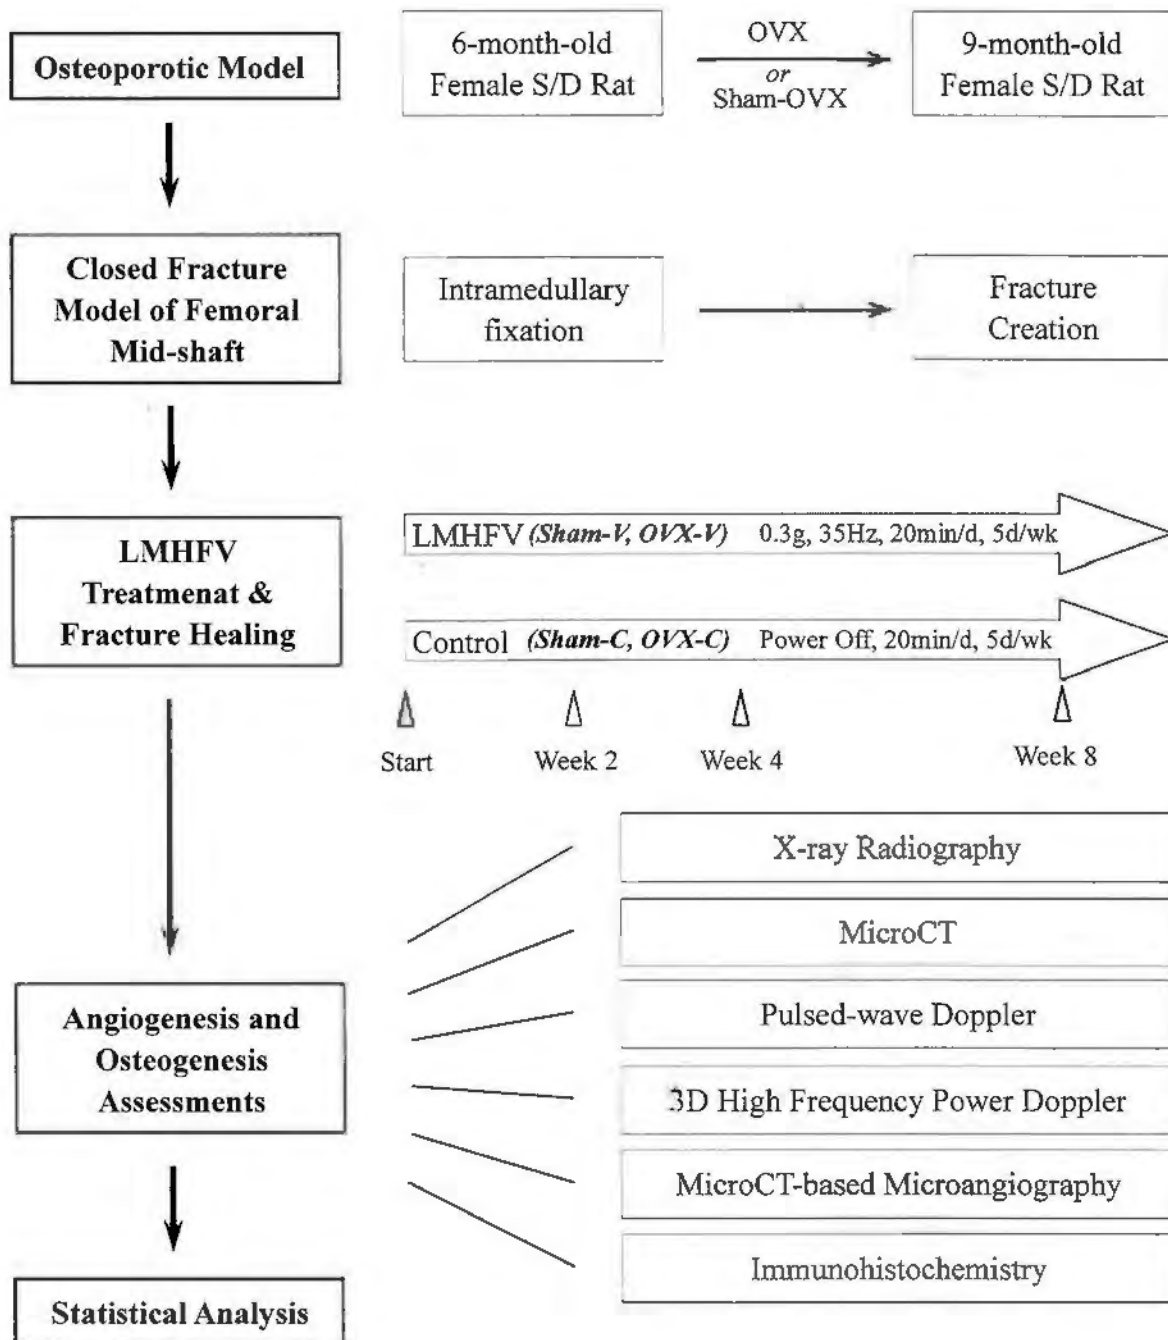 Osteoporotic Model
6-month-old
Female S/D Rat
OVX
or
Sham-OVX
9-month-old
Female S/D Rat
Closed Fracture
Model of Femoral
Mid-shaft
Intramedullary
fixation
Fracture
Creation
LMHFV
Treatmenat &
Fracture Healing
LMHFV (Sham-V, OVX-V) 0.3g, 35Hz, 20min/d, 5d/wk
Control (Sham-C, OVX-C) Power Off, 20min/d, 5d/wk
Start Week 2 Week 4 Week 8
Angiogenesis and
Osteogenesis
Assessments
X-ray Radiography
MicroCT
Pulsed-wave Doppler
3D High Frequency Power Doppler
MicroCT-based Microangiography
Immunohistochemistry
Statistical Analysis